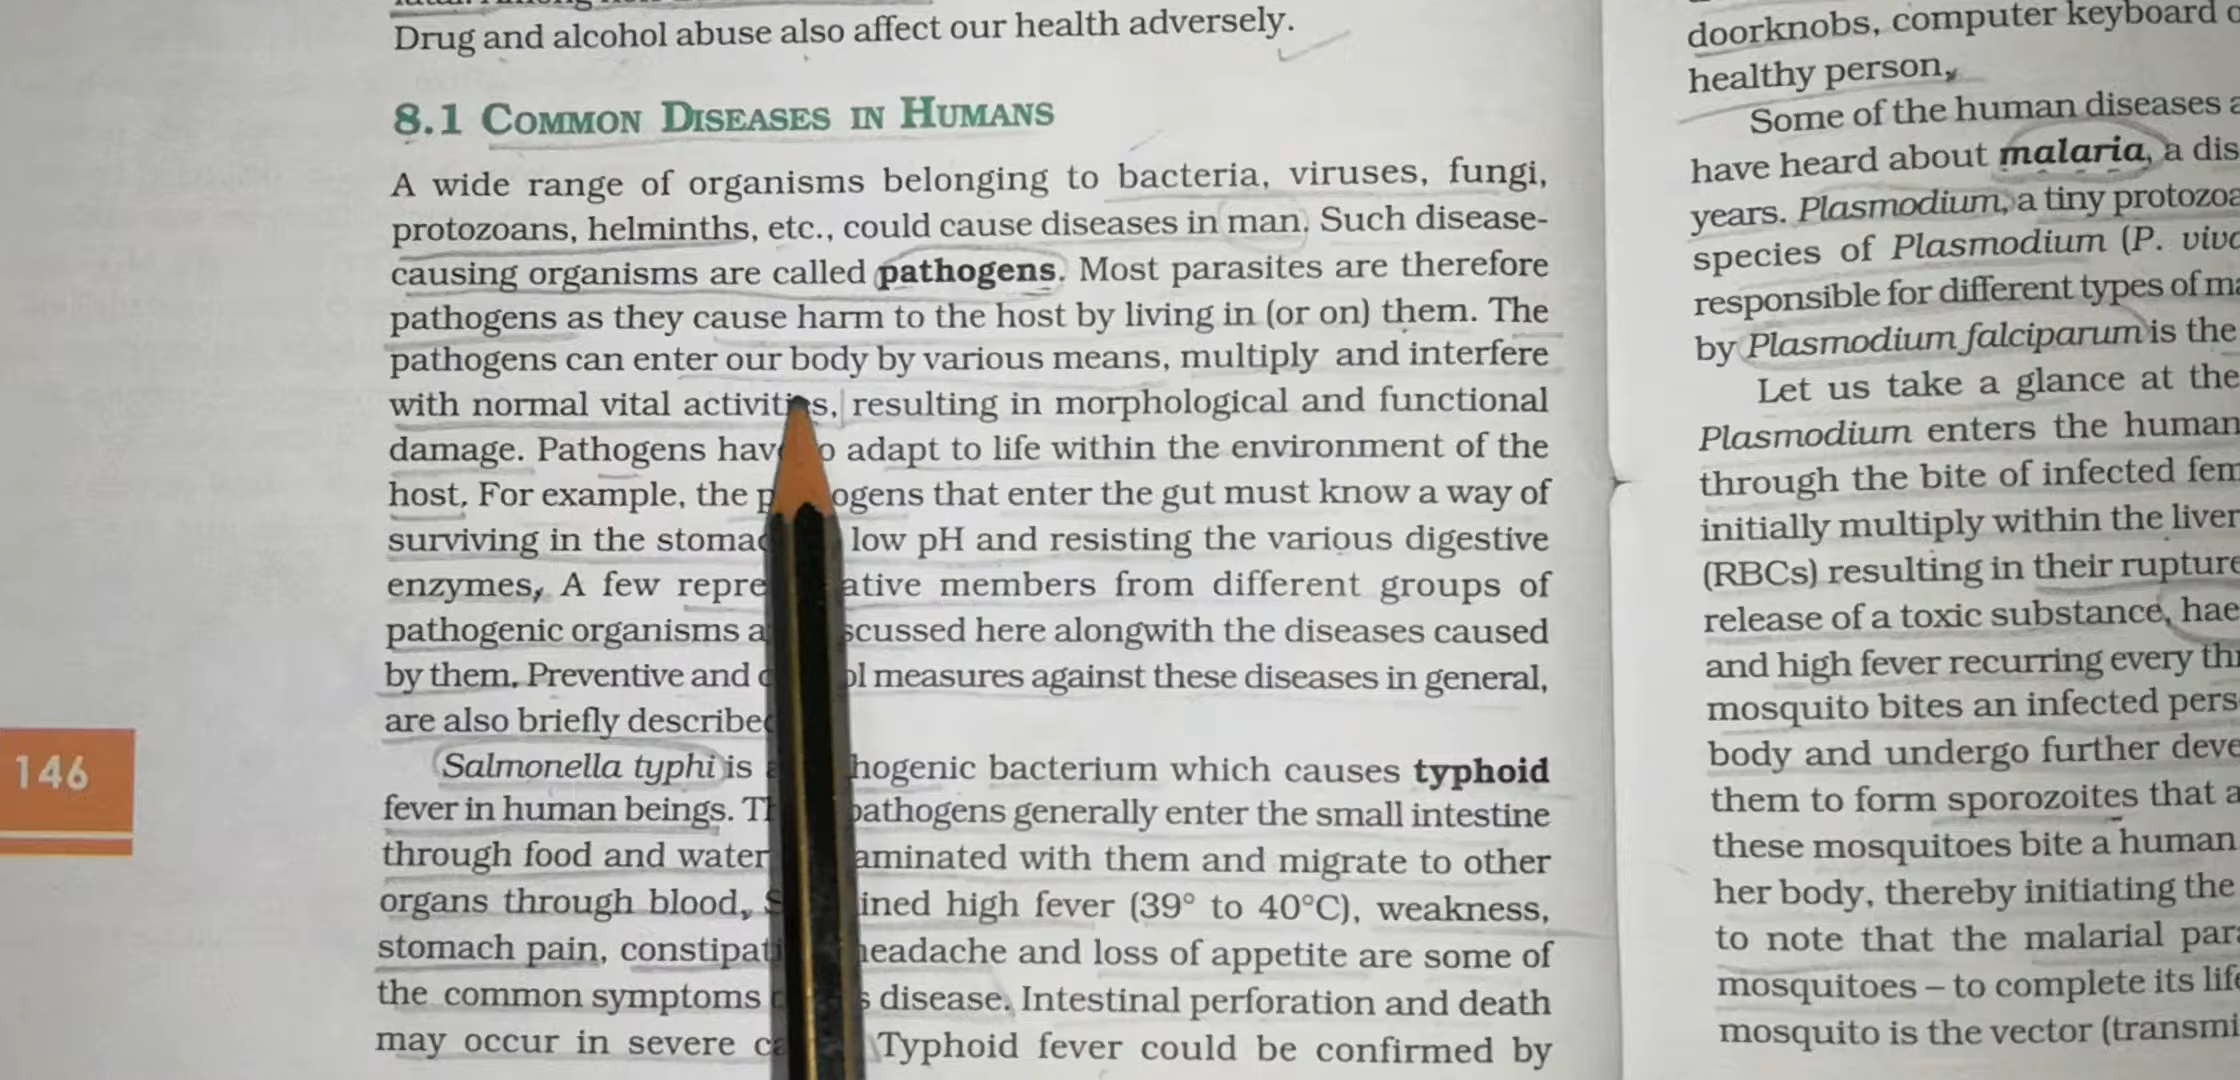 Drug and alcohol abuse also affect our health adversely.
8.1 COMMON DISEASES IN HUMANS
A wide range of organisms belonging to bacteria, viruses, fungi,
protozoans, helminths, etc., could cause diseases in man. Such disease-
causing organisms are called pathogens. Most parasites are therefore
pathogens as they cause harm to the host by living in (or on) them. The
pathogens can enter our body by various means, multiply and interfere
with normal vital activities, resulting in morphological and functional
damage. Pathogens have to adapt to life within the environment of the
host. For example, the pathogens that enter the gut must know a way of
surviving in the low pH and resisting the various digestive
enzymes. A few members from different groups of
pathogenic organisms discussed here alongwith the diseases caused
by them. Preventive and measures against these diseases in general,
are also briefly
Salmonella typhi is pathogenic bacterium which causes typhoid
fever in human beings. pathogens generally enter the small intestine
through food and water contaminated with them and migrate to other
organs through blood. high fever (39° to 40°C), weakness,
stomach pain, headache and loss of appetite are some of
the common symptoms disease. Intestinal perforation and death
may occur in severe Typhoid fever could be confirmed by
146
doorknobs, computer keyboard
healthy person.
Some of the human diseases
have heard about malaria, a
years. Plasmodium, a tiny
species of Plasmodium (P.
responsible for different types of
by Plasmodium falciparum is the
Let us take a glance at the
Plasmodium enters the human
through the bite of infected
initially multiply within the liver
(RBCs) resulting in their rupture
release of a toxic substance,
and high fever recurring every
mosquito bites an infected
body and undergo further
them to form sporozoites that
these mosquitoes bite a human
her body, thereby initiating the
to note that the malarial
mosquitoes – to complete its
mosquito is the vector